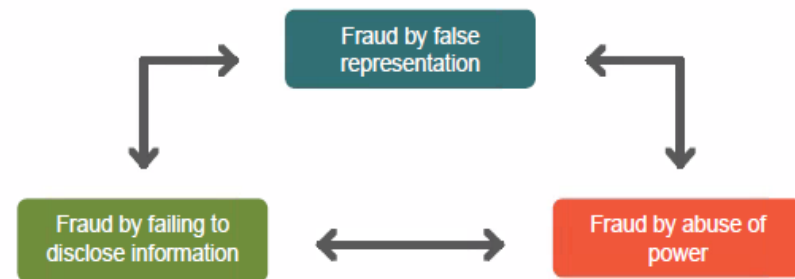 Fraud by false
representation
Fraud by failing to
disclose information
Fraud by abuse of
power